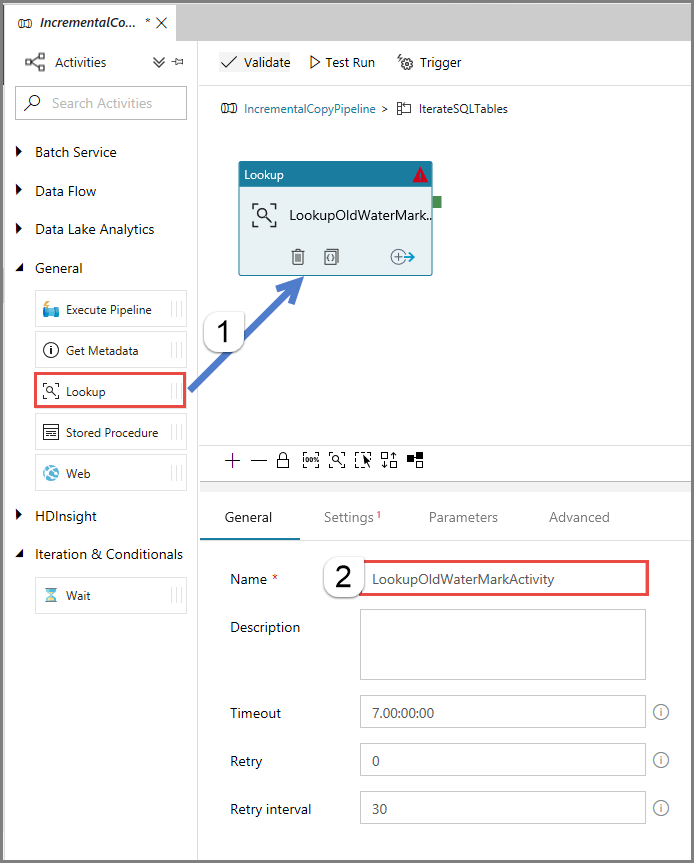 IncrementalCo... *
Activities
Search Activities
Batch Service
Data Flow
Data Lake Analytics
General
Execute Pipeline
Get Metadata
Lookup
Stored Procedure
Web
HDInsight
Iteration & Conditionals
Wait
Validate Test Run Trigger
IncrementalCopyPipeline > IterateSQLTables
Lookup
LookupOldWaterMark...
1
100%
General Settings 1 Parameters Advanced
Name * 2 LookupOldWaterMarkActivity
Description
Timeout 7.00:00:00
Retry 0
Retry interval 30